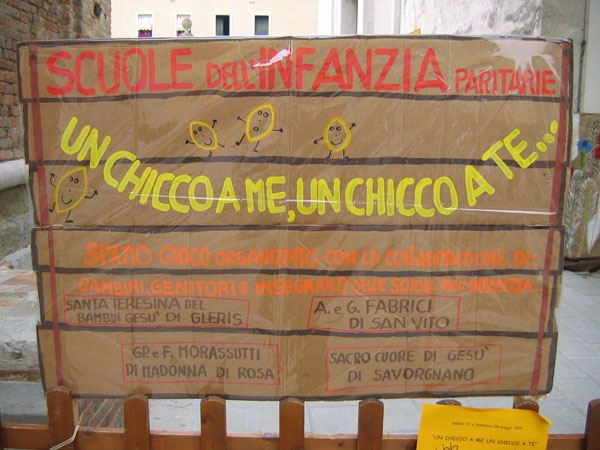 SCUOLE DELL'INFANZIA PARITARIE
UN CHICCO A ME, UN CHICCO A TE...
SPAZIO GIOCO ORGANIZZATO CON LA COLLABORAZIONE DI:
BAMBINI, GENITORI E INSEGNANTI DELLE SCUOLE DELL'INFANZIA:
SANTA TERESINA DEL
BAMBIN GESU' DI GLERIS
A. e G. FABRICI
DI SAN VITO
GP. e F. MORASSUTTI
DI MADONNA DI ROSA
SACRO CUORE DI GESU'
DI SAVORGNANO
"UN CHICCO A ME UN CHICCO A TE"